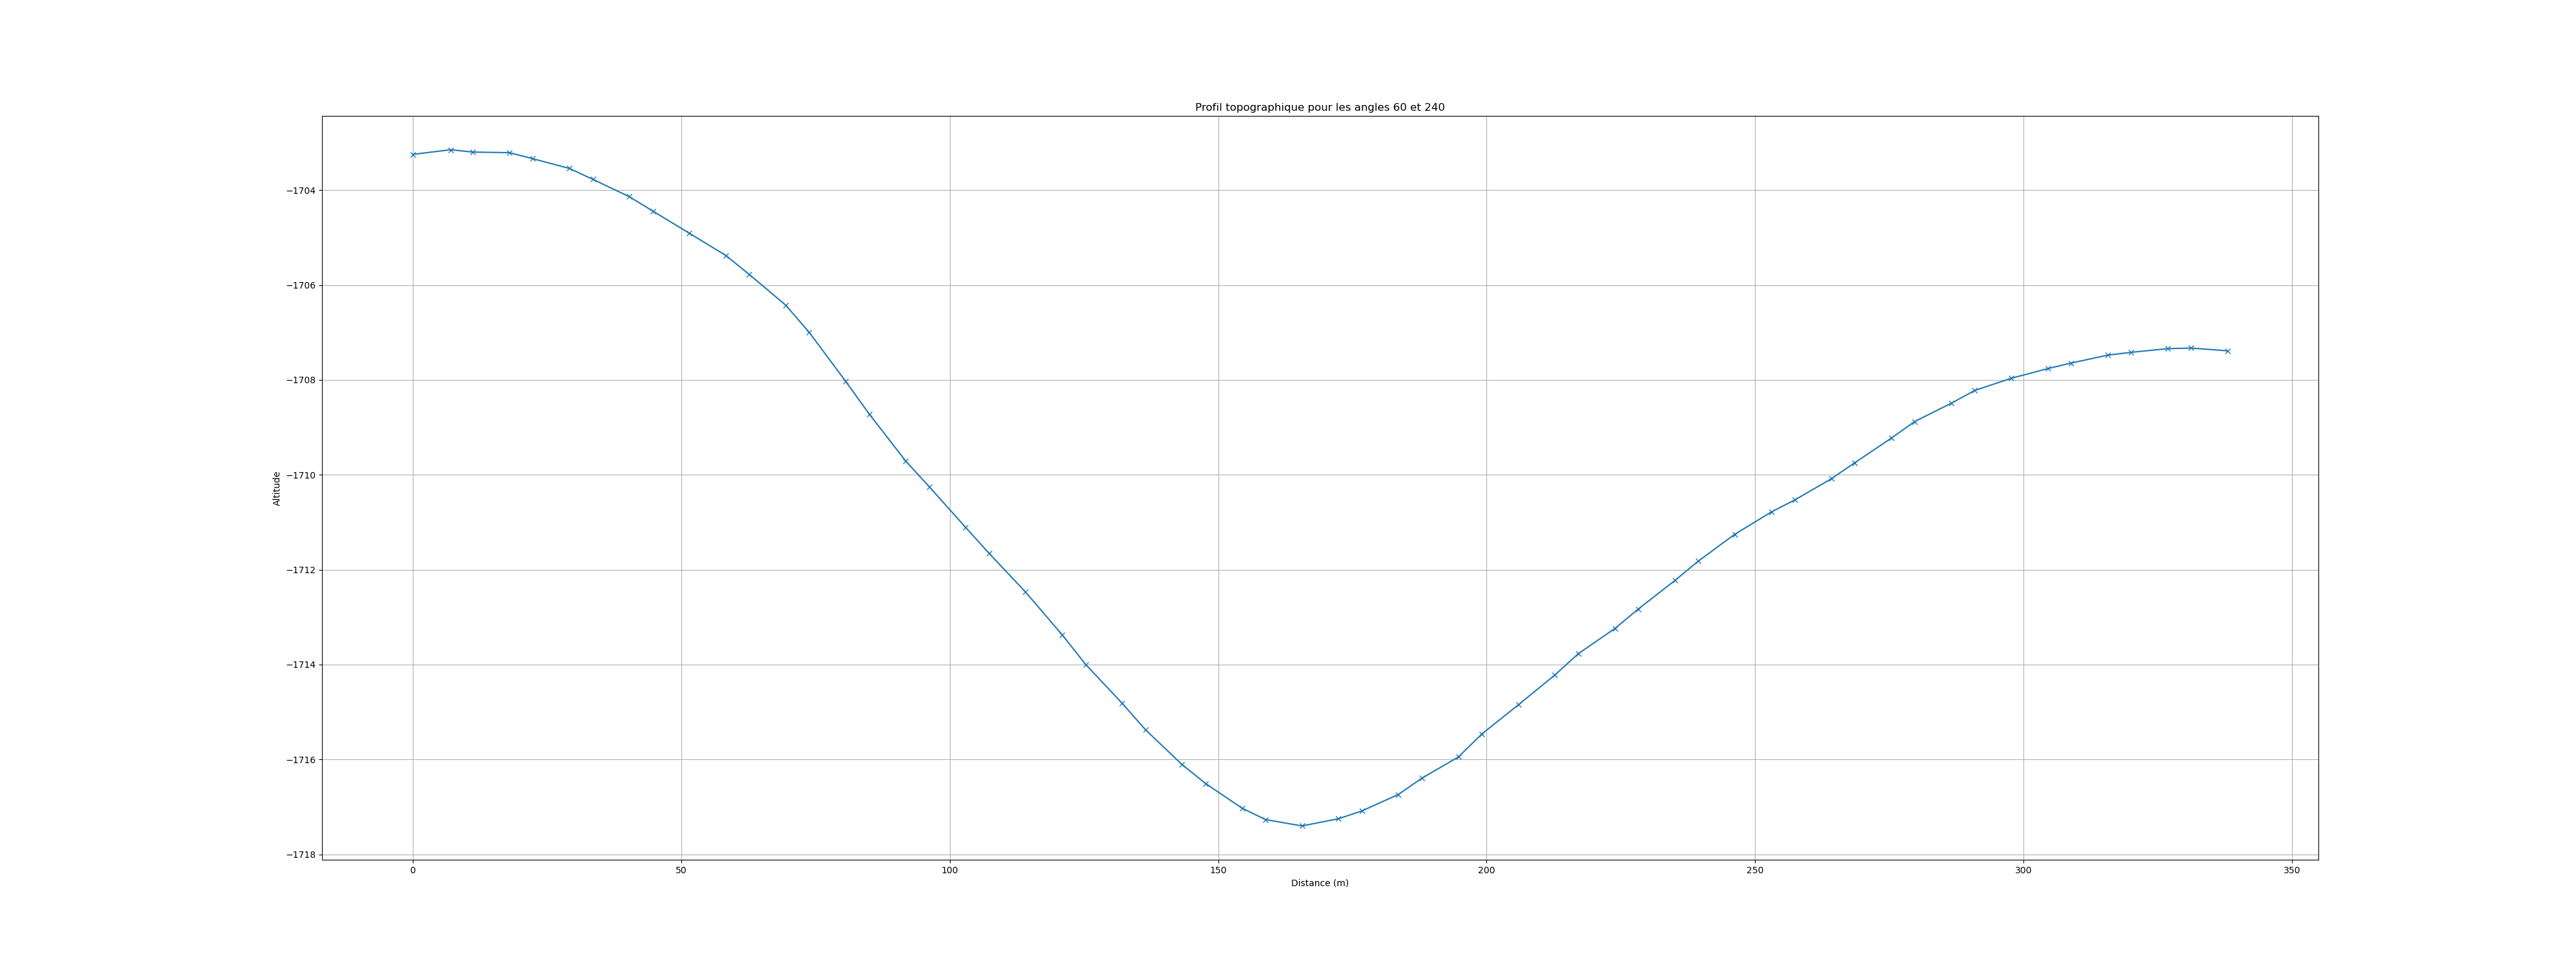 Profil topographique pour les angles 60 et 240
Altitude
−1704
−1706
−1708
−1710
−1712
−1714
−1716
−1718
0 50 100 150 200 250 300 350
Distance (m)